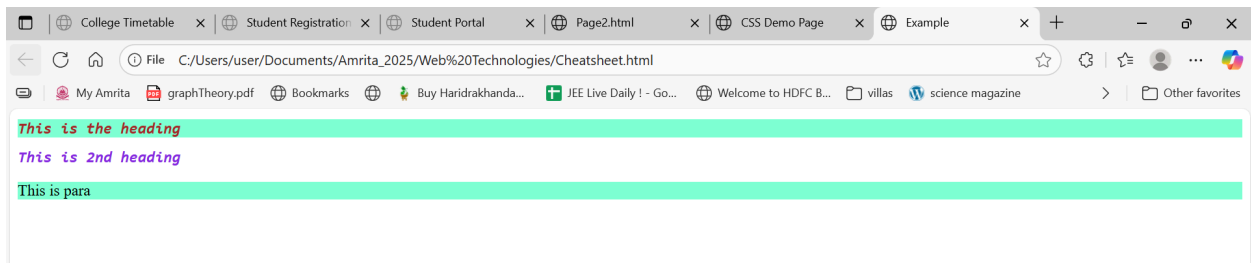 College Timetable
Student Registration
Student Portal
Page2.html
CSS Demo Page
Example
File C:/Users/user/Documents/Amrita_2025/Web%20Technologies/Cheatsheet.html
My Amrita
PDF
graphTheory.pdf
Bookmarks
Buy Haridrakhanda...
JEE Live Daily ! - Go...
Welcome to HDFC B...
villas
science magazine
Other favorites
This is the heading
This is 2nd heading
This is para